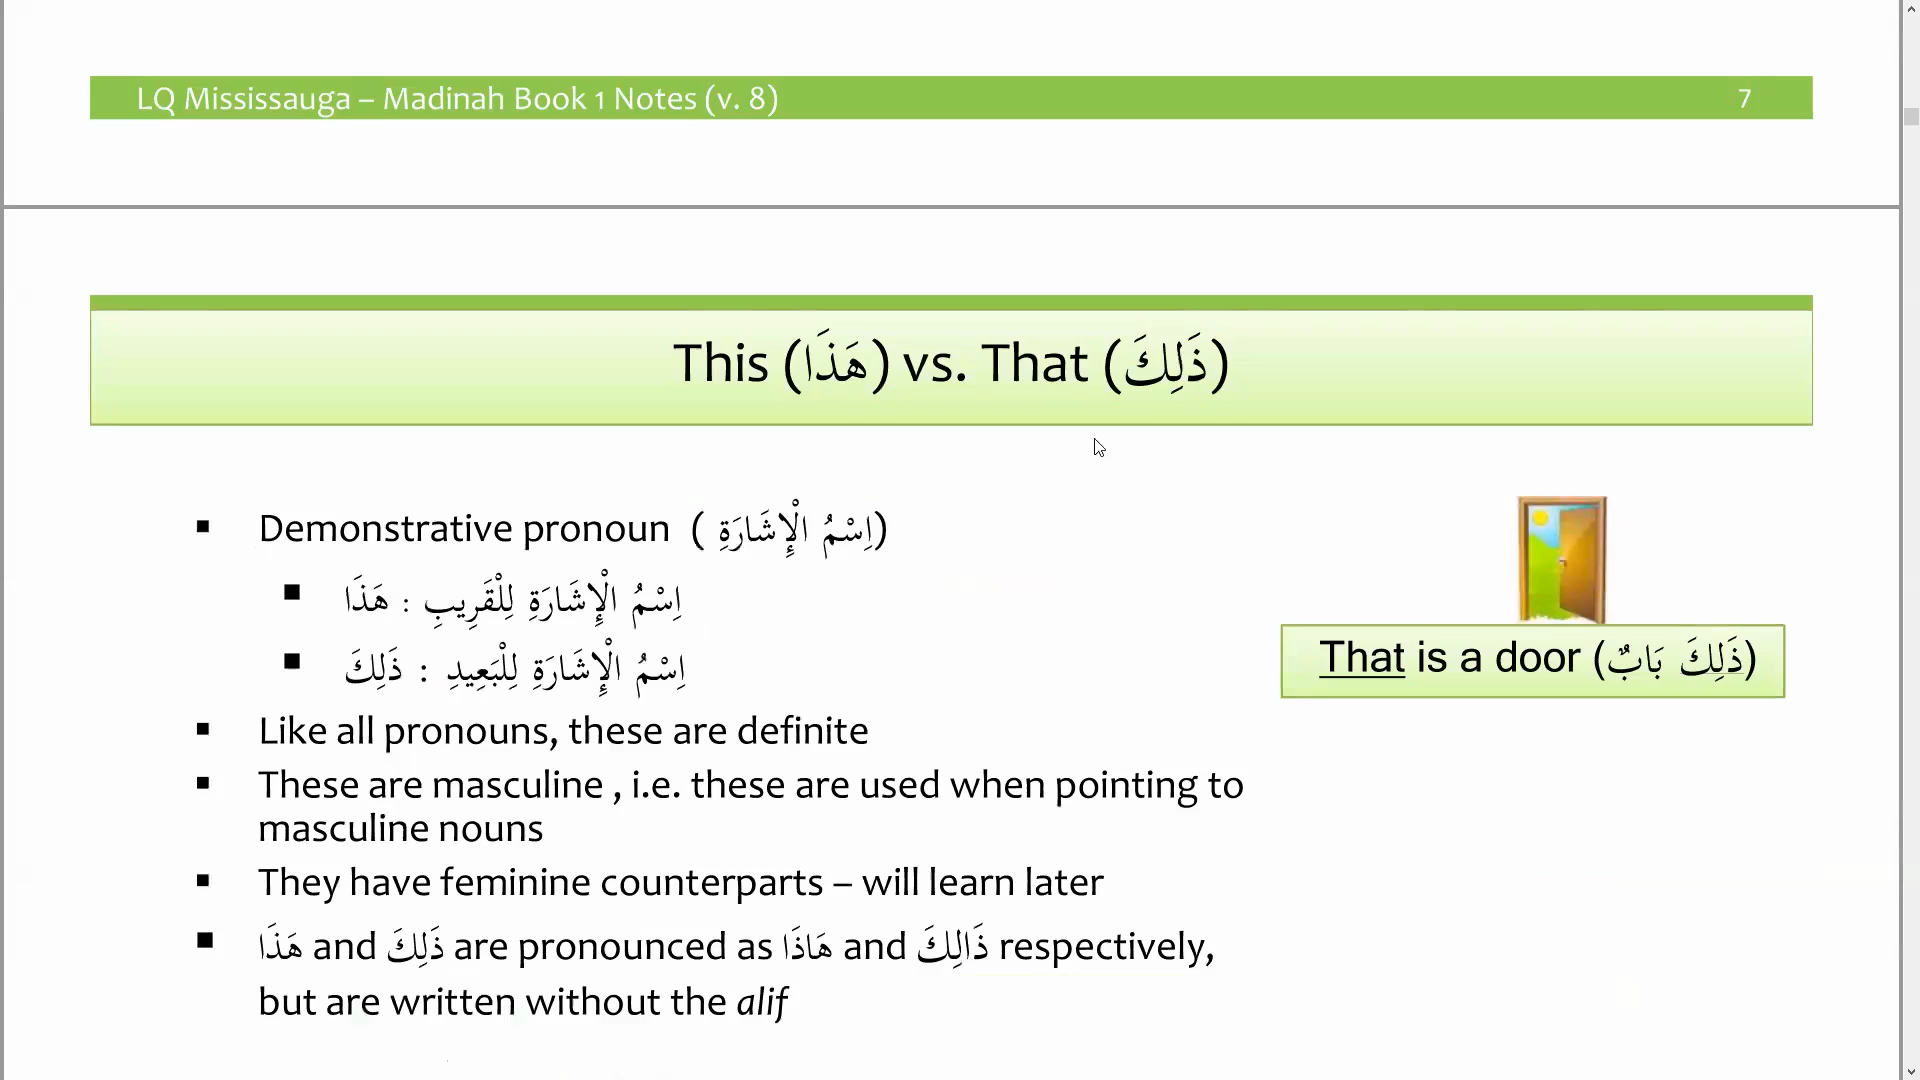 LQ Mississauga – Madinah Book 1 Notes (v. 8) 7
This (هَذَا) vs. That (ذَلِكَ)
▪ Demonstrative pronoun (اِسْمُ الْإِشَارَةِ )
▪ اِسْمُ الْإِشَارَةِ لِلْقَرِيبِ : هَذَا
▪ اِسْمُ الْإِشَارَةِ لِلْبَعِيدِ : ذَلِكَ
▪ Like all pronouns, these are definite
▪ These are masculine , i.e. these are used when pointing to
masculine nouns
▪ They have feminine counterparts – will learn later
▪ هَذَا and ذَلِكَ are pronounced as هَاذَا and ذَالِكَ respectively,
but are written without the alif
That is a door (ذَلِكَ بَابٌ)